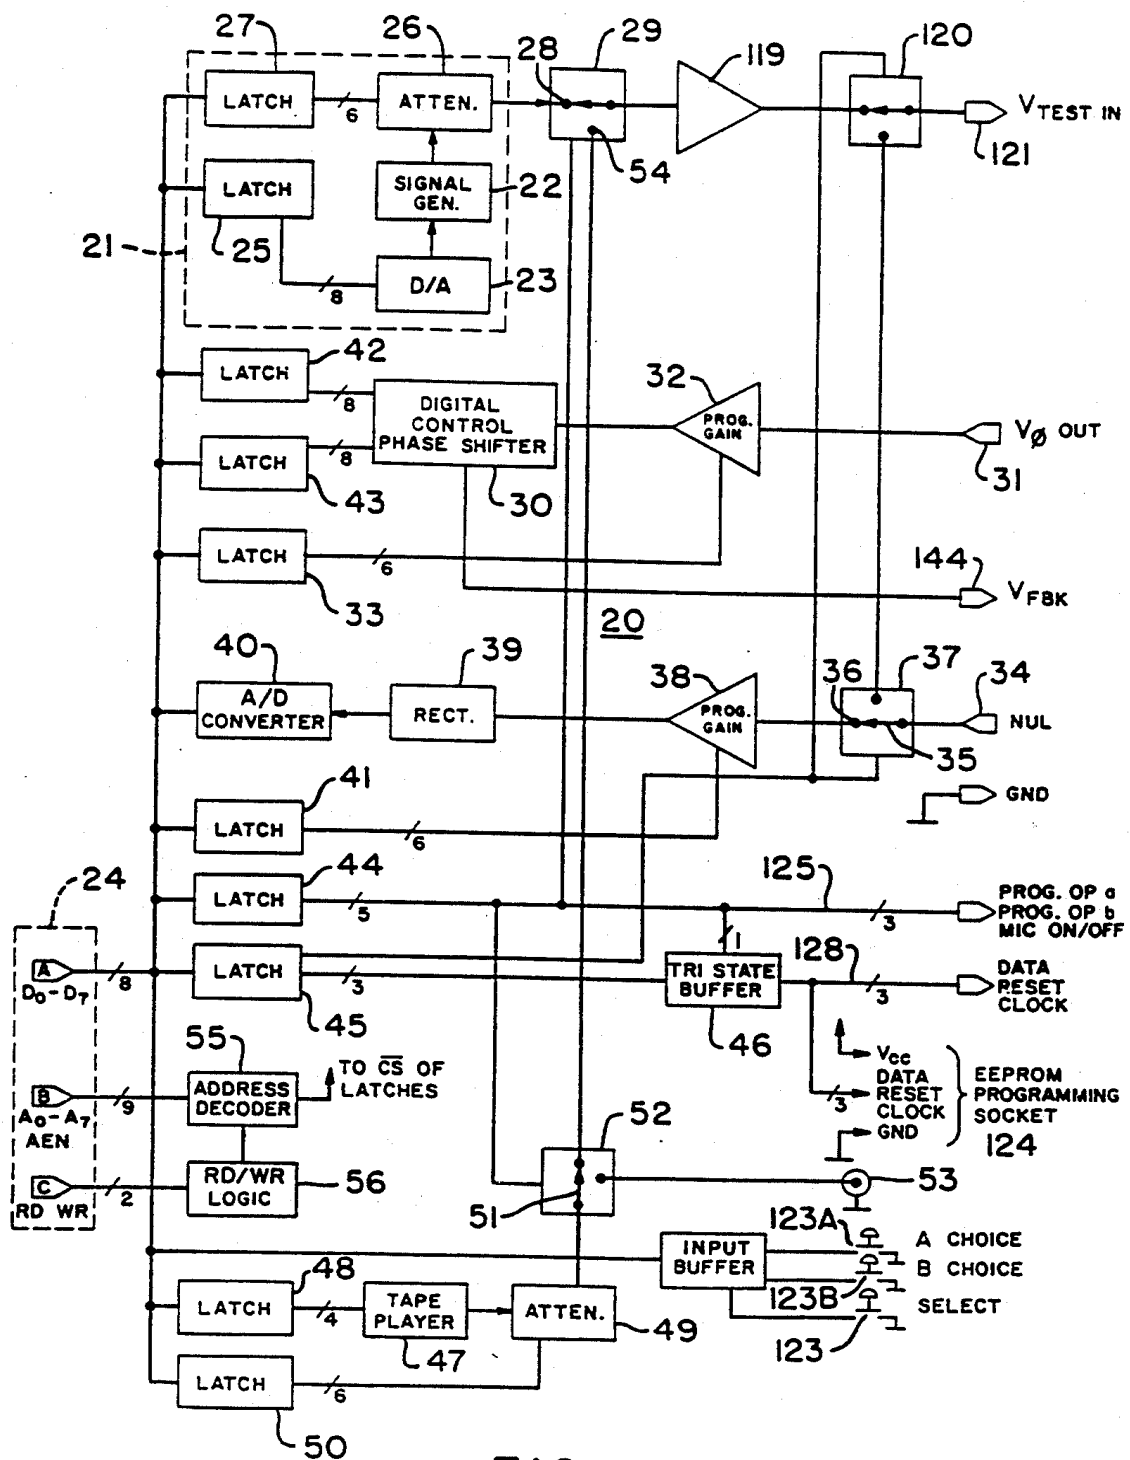 27
26
28
29
119
120
LATCH
6
ATTEN.
V TEST IN
121
54
LATCH
SIGNAL
GEN.
22
21
25
8
D/A
23
42
LATCH
8
DIGITAL
CONTROL
PHASE SHIFTER
32
PROG.
GAIN
VØ OUT
31
LATCH
8
43
30
LATCH
6
33
144
V FBK
20
40
39
38
36
37
34
A/D
CONVERTER
RECT.
PROG.
GAIN
NUL
35
41
GND
LATCH
6
24
44
125
PROG. OP a
PROG. OP b
MIC ON/OFF
LATCH
5
3
1
A
8
D0-D7
LATCH
3
TRI STATE
BUFFER
128
3
DATA
RESET
CLOCK
45
46
55
TO CS OF
LATCHES
Vcc
DATA
RESET
CLOCK
GND
3
EEPROM
PROGRAMMING
SOCKET
124
B
9
A0-A7
AEN
ADDRESS
DECODER
52
C
2
RD WR
RD/WR
LOGIC
56
51
53
123A
A CHOICE
INPUT
BUFFER
B CHOICE
123B
SELECT
123
48
LATCH
4
TAPE
PLAYER
ATTEN.
49
47
LATCH
6
50